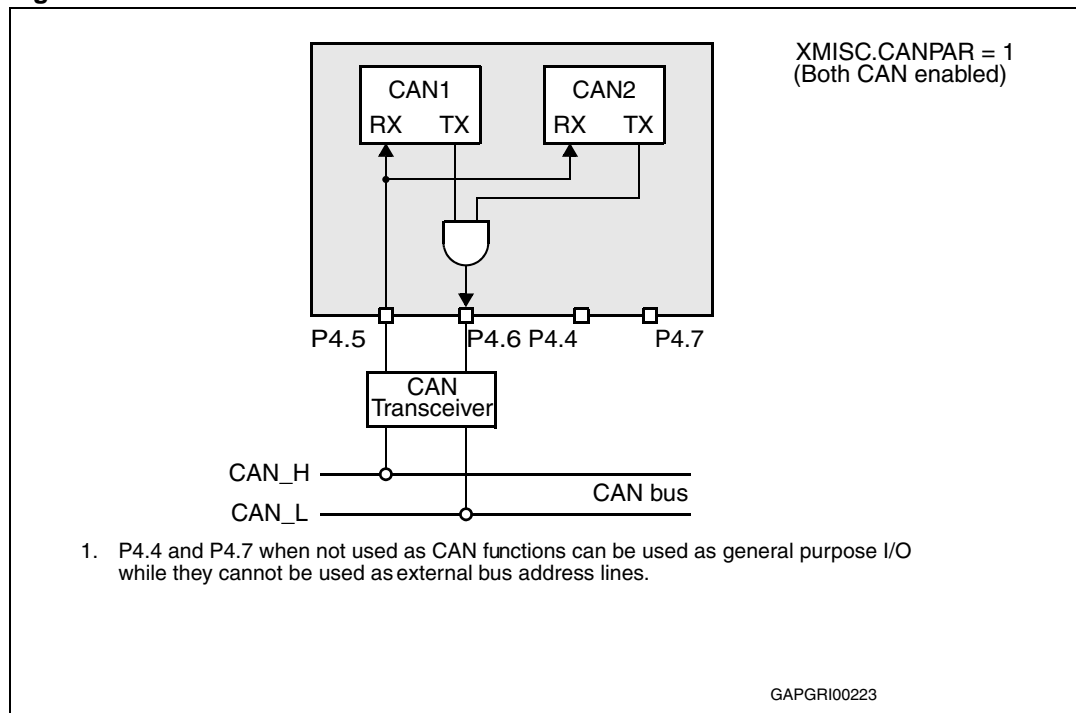 XMISC.CANPAR = 1
(Both CAN enabled)
CAN1
RX TX
CAN2
RX TX
P4.5
P4.6
P4.4
P4.7
CAN
Transceiver
CAN_H
CAN bus
CAN_L
1. P4.4 and P4.7 when not used as CAN functions can be used as general purpose I/O
while they cannot be used as external bus address lines.
GAPGRI00223